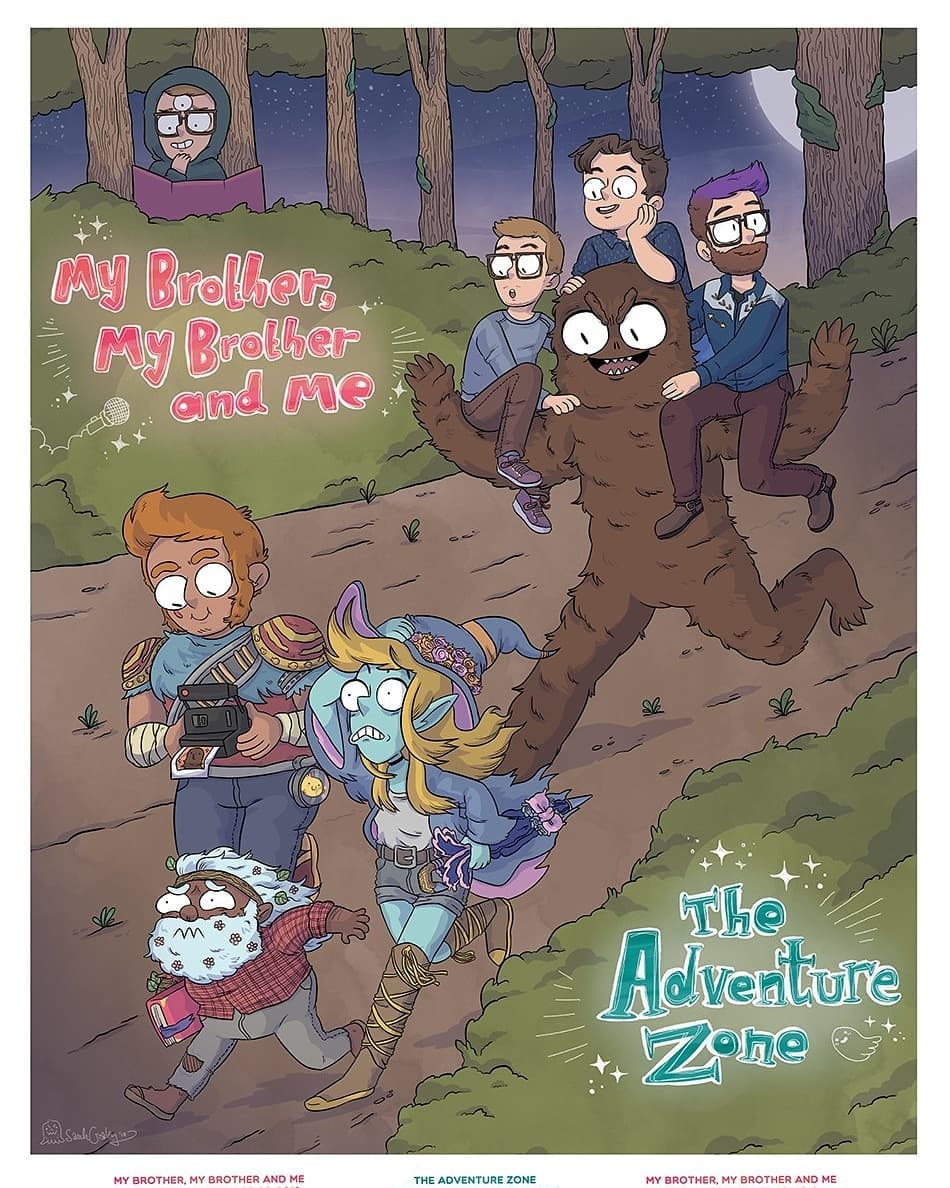 My Brother,
My Brother
and Me
The
Adventure
Zone
MY BROTHER, MY BROTHER AND ME
THE ADVENTURE ZONE
MY BROTHER, MY BROTHER AND ME